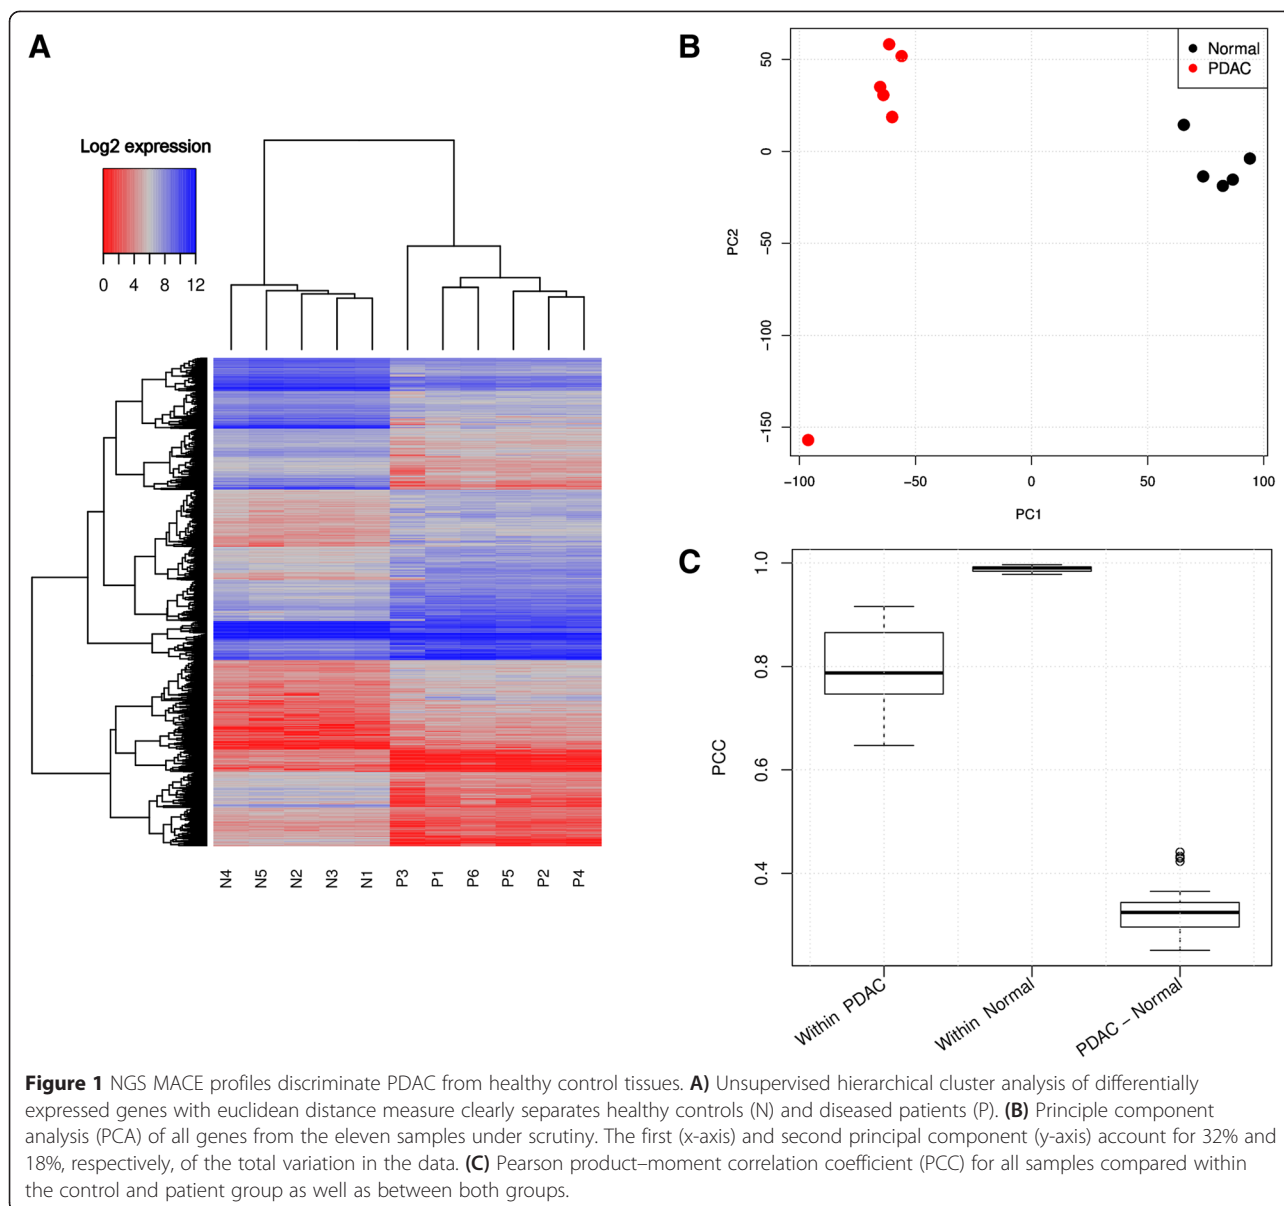 A
Log2 expression
0 4 8 12
N4 N5 N2 N3 N1 P3 P1 P6 P5 P2 P4
B
Normal
PDAC
PC2
50
0
−50
−100
−150
−100 −50 0 50 100
PC1
C
PCC
1.0
0.8
0.6
0.4
Within PDAC
Within Normal
PDAC − Normal
Figure 1 NGS MACE profiles discriminate PDAC from healthy control tissues. A) Unsupervised hierarchical cluster analysis of differentially
expressed genes with euclidean distance measure clearly separates healthy controls (N) and diseased patients (P). (B) Principle component
analysis (PCA) of all genes from the eleven samples under scrutiny. The first (x-axis) and second principal component (y-axis) account for 32% and
18%, respectively, of the total variation in the data. (C) Pearson product–moment correlation coefficient (PCC) for all samples compared within
the control and patient group as well as between both groups.